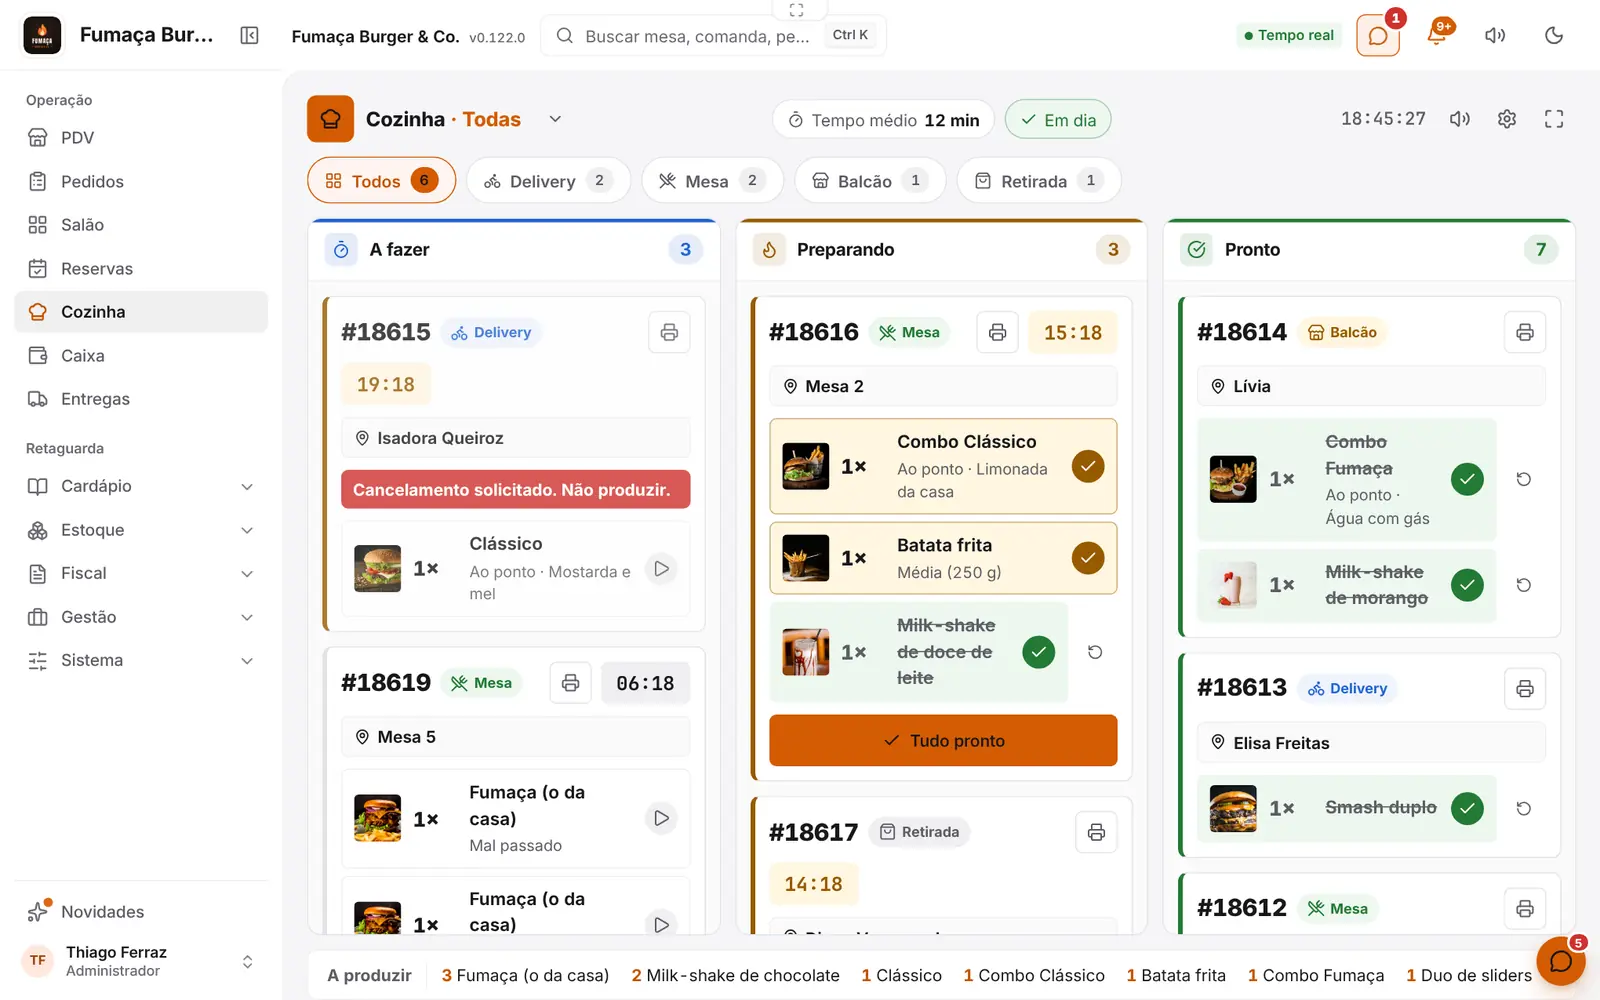 FUMAÇA
Fumaça Bur...
Fumaça Burger & Co. v0.122.0
Buscar mesa, comanda, pe...
Ctrl K
Tempo real
1
9+
Operação
PDV
Pedidos
Salão
Reservas
Cozinha
Caixa
Entregas
Retaguarda
Cardápio
Estoque
Fiscal
Gestão
Sistema
Novidades
TF
Thiago Ferraz
Administrador
Cozinha · Todas
Tempo médio 12 min
Em dia
18:45:27
Todos 6
Delivery 2
Mesa 2
Balcão 1
Retirada 1
A fazer 3
#18615 Delivery
19:18
Isadora Queiroz
Cancelamento solicitado. Não produzir.
1×
Clássico
Ao ponto · Mostarda e
mel
#18619 Mesa 06:18
Mesa 5
1×
Fumaça (o da
casa)
Mal passado
1×
Fumaça (o da
casa)
Preparando 3
#18616 Mesa 15:18
Mesa 2
1×
Combo Clássico
Ao ponto · Limonada
da casa
1×
Batata frita
Média (250 g)
1×
Milk-shake
de doce de
leite
Tudo pronto
#18617 Retirada
14:18
Pronto 7
#18614 Balcão
Lívia
1×
Combo
Fumaça
Ao ponto ·
Água com gás
1×
Milk-shake
de morango
#18613 Delivery
Elisa Freitas
1× Smash duplo
#18612 Mesa
A produzir
3 Fumaça (o da casa)
2 Milk-shake de chocolate
1 Clássico
1 Combo Clássico
1 Batata frita
1 Combo Fumaça
1 Duo de sliders
5